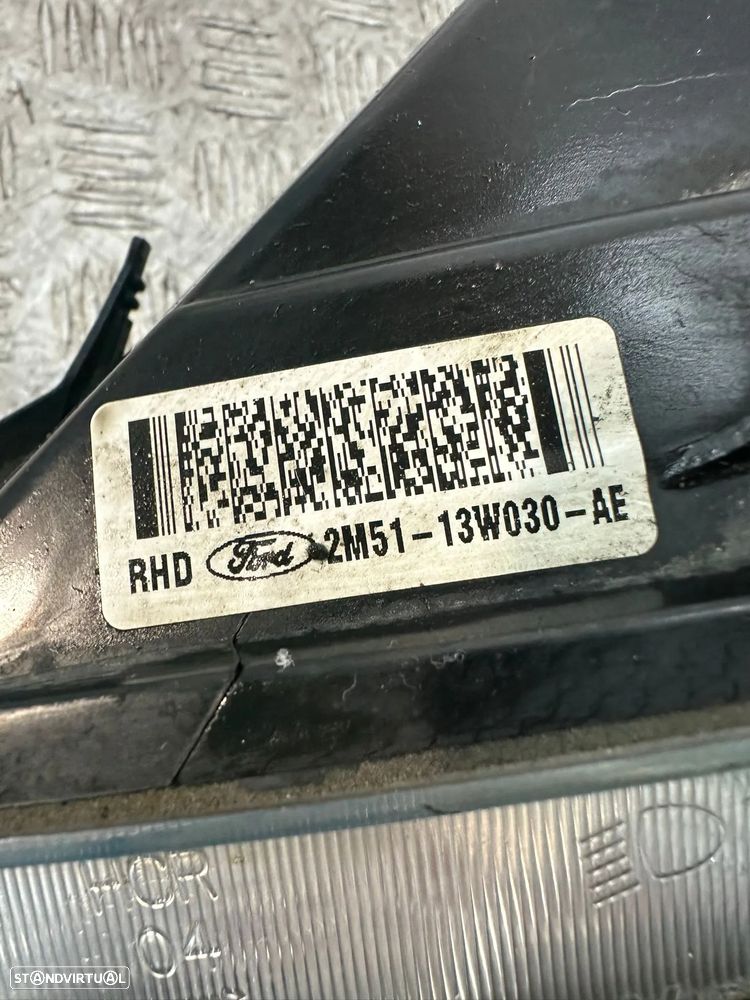 RHD Ford 2M51-13W030-AE
HCR
04
STANDVIRTUAL